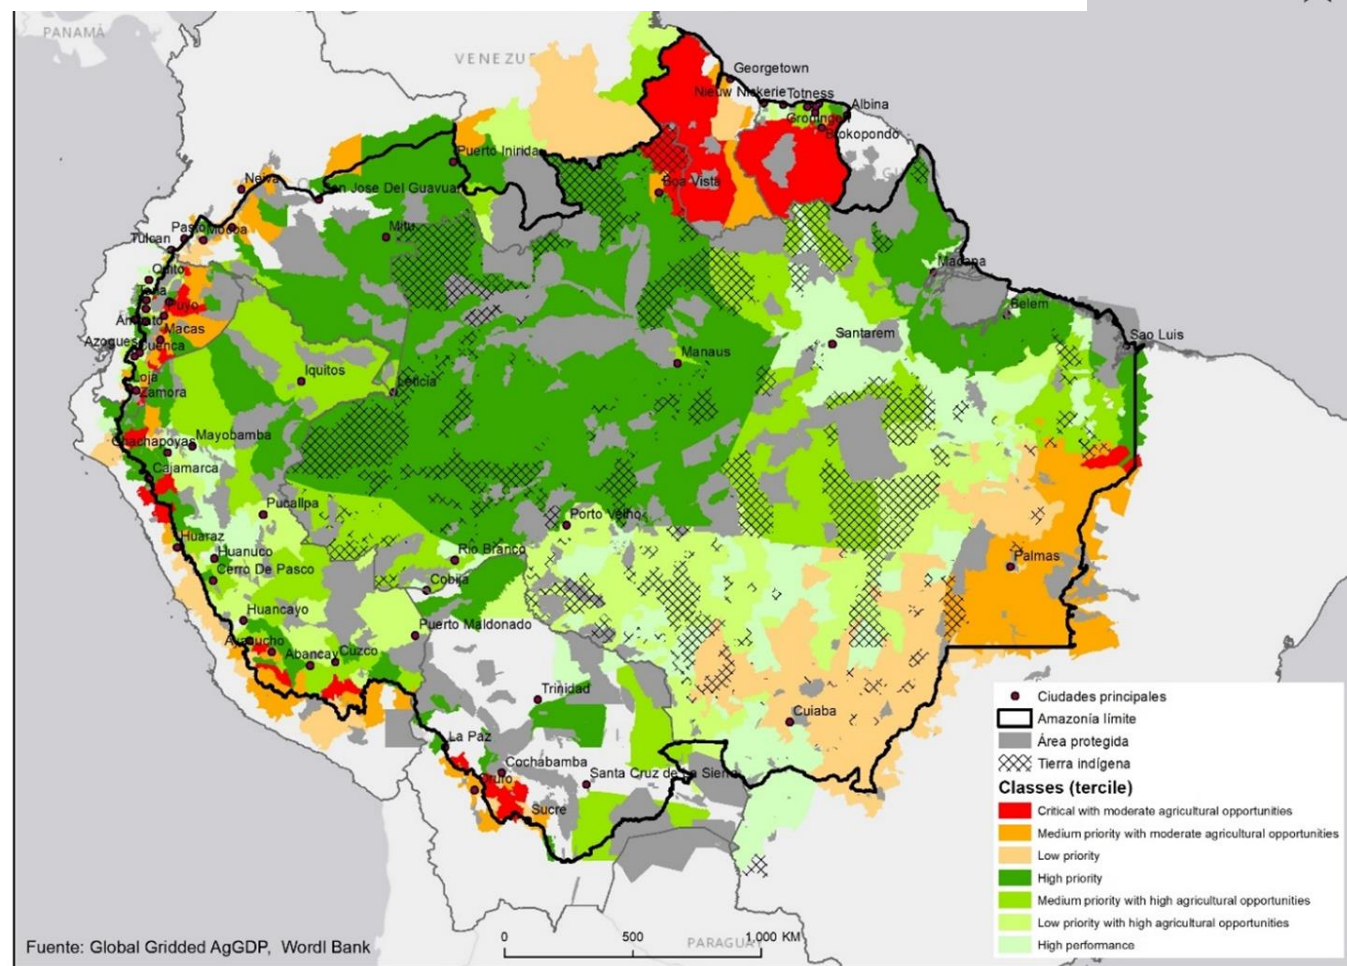 PANAMÁ
VENEZUE
Georgetown
Nieuw Nickerie
Totness
Albina
Groningen
Brokopondo
Puerto Inirida
Boa Vista
Neiva
San Jose Del Guavuare
Pasto
Mocoa
Mitu
Tulcan
Quito
Macapa
Tena
Puyo
Belem
Ambato
Macas
Santarem
Sao Luis
Azogues
Cuenca
Manaus
Iquitos
Loja
Leticia
Zamora
Chachapoyas
Mayobamba
Cajamarca
Pucallpa
Porto Velho
Huaraz
Huanuco
Rio Branco
Palmas
Cerro De Pasco
Cobija
Huancayo
Puerto Maldonado
Ayacucho
Abancay
Cuzco
Trinidad
Cuiaba
La Paz
Cochabamba
Santa Cruz de La Sierra
Oruro
Sucre
Ciudades principales
Amazonía límite
Área protegida
Tierra indígena
Classes (tercile)
Critical with moderate agricultural opportunities
Medium priority with moderate agricultural opportunities
Low priority
High priority
Medium priority with high agricultural opportunities
Low priority with high agricultural opportunities
High performance
0 500 1,000 KM
PARAGUAY
Fuente: Global Gridded AgGDP, Wordl Bank